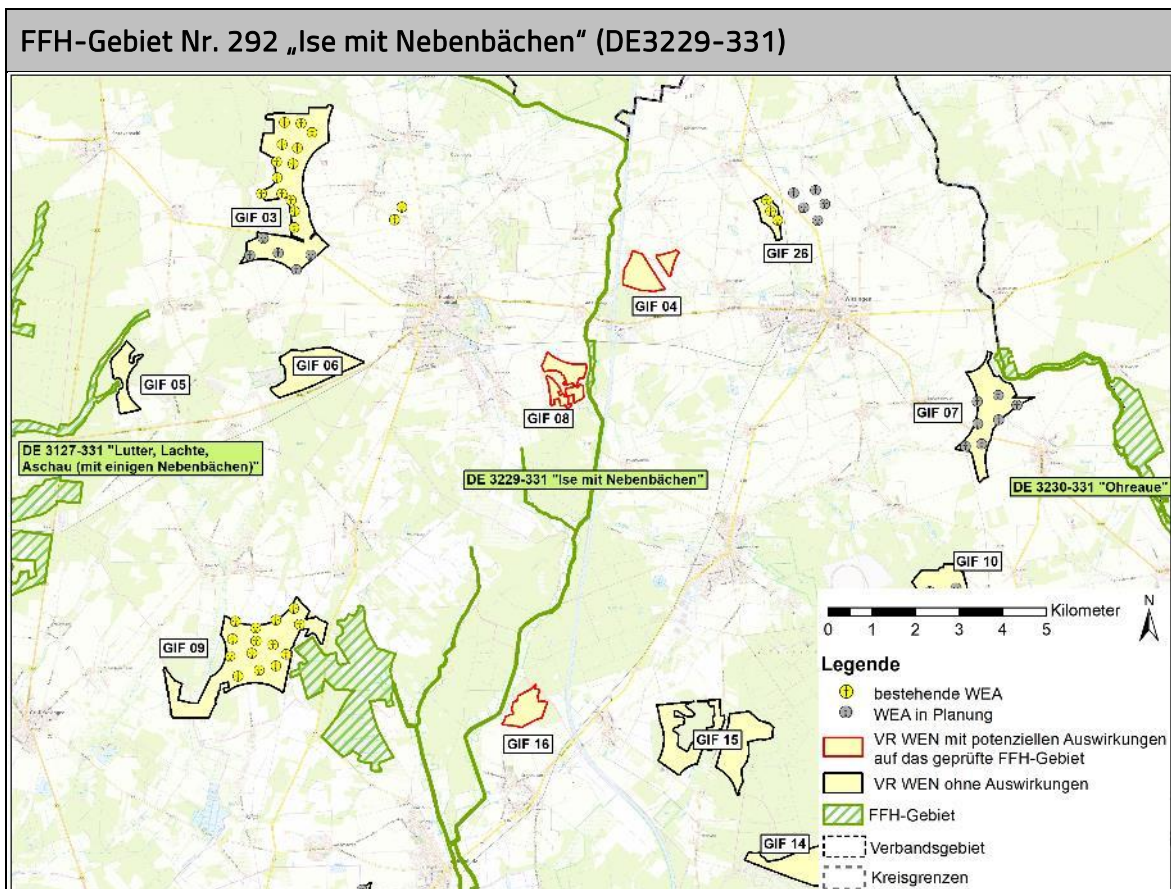 FFH-Gebiet Nr. 292 „Ise mit Nebenbächen“ (DE3229-331)
GIF 03
GIF 26
GIF 04
GIF 05
GIF 06
GIF 08
GIF 07
DE 3127-331 "Lutter, Lachte,
Aschau (mit einigen Nebenbächen)"
DE 3229-331 "Ise mit Nebenbächen"
DE 3230-331 "Ohreaue"
GIF 10
GIF 09
GIF 16
GIF 15
GIF 14
Kilometer
0 1 2 3 4 5
N
Legende
bestehende WEA
WEA in Planung
VR WEN mit potenziellen Auswirkungen
auf das geprüfte FFH-Gebiet
VR WEN ohne Auswirkungen
FFH-Gebiet
Verbandsgebiet
Kreisgrenzen